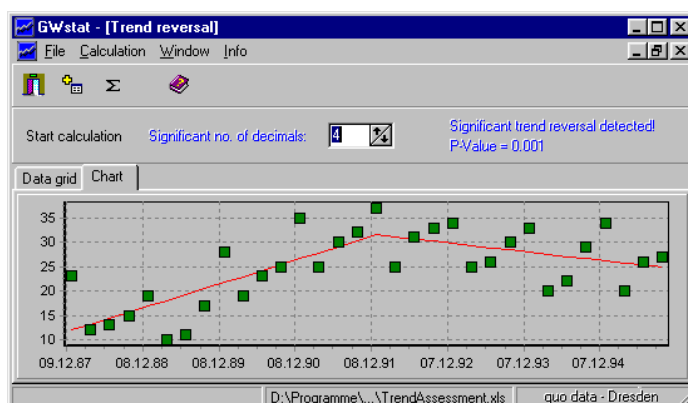 GWstat - [Trend reversal]
File Calculation Window Info
Σ
Start calculation Significant no. of decimals: 4 Significant trend reversal detected!
P-Value = 0.001
Data grid Chart
35
30
25
20
15
10
09.12.87 08.12.88 08.12.89 08.12.90 08.12.91 07.12.92 07.12.93 07.12.94
D:\Programme\...\TrendAssessment.xls quo data - Dresden